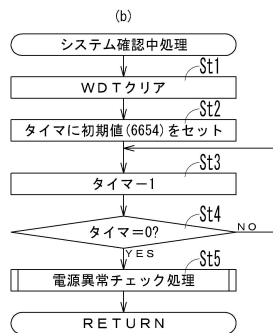 (b)
システム確認中処理
St1
WDTクリア
St2
タイマに初期値(6654)をセット
St3
タイマー1
St4
タイマ=0?
NO
YES
St5
電源異常チェック処理
RETURN